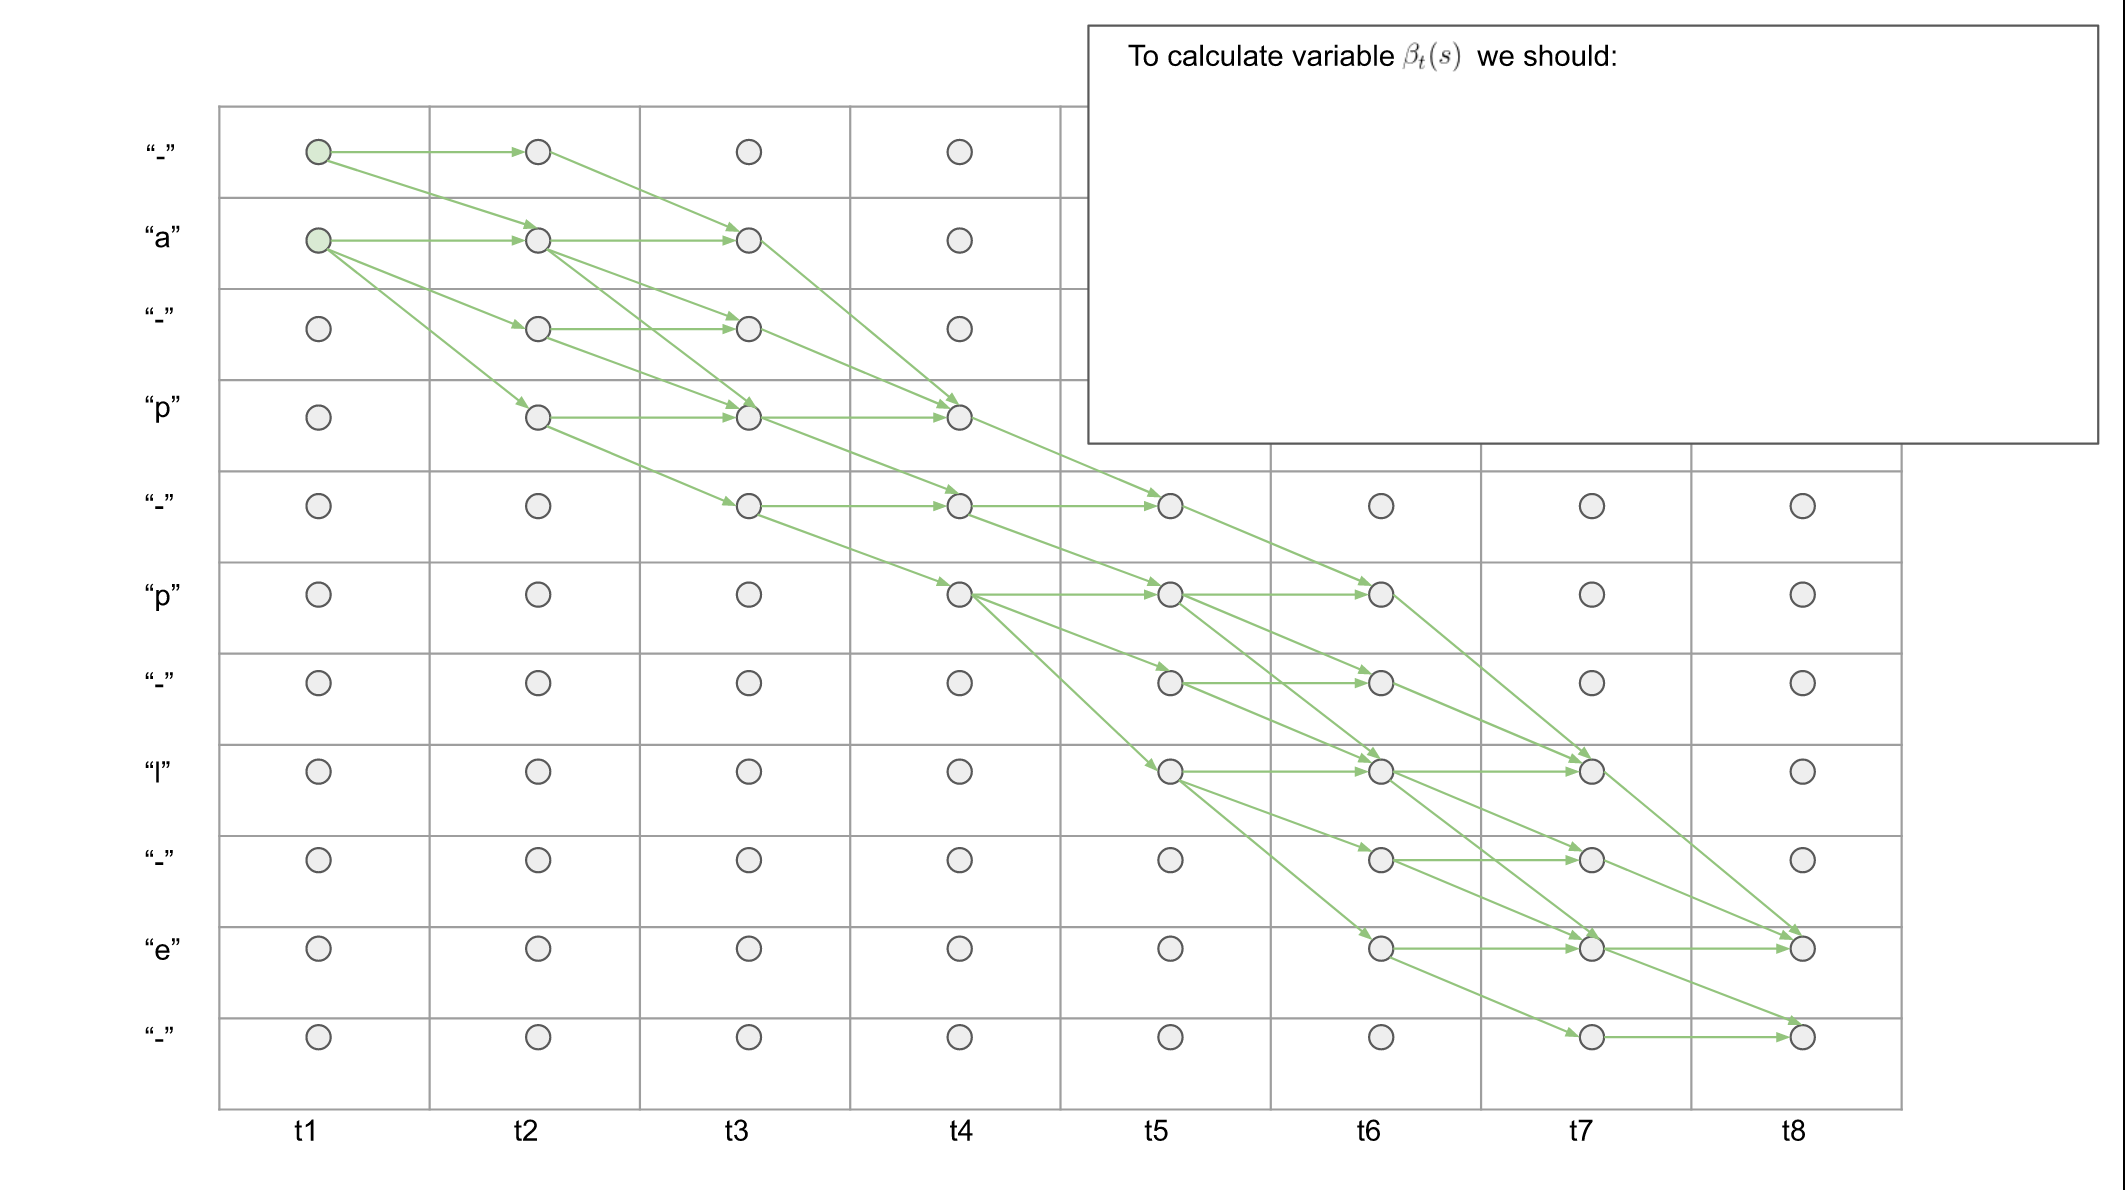 To calculate variable βₜ(s) we should:
“-”
“a”
“-”
“p”
“-”
“p”
“-”
“l”
“-”
“e”
“-”
t1 t2 t3 t4 t5 t6 t7 t8